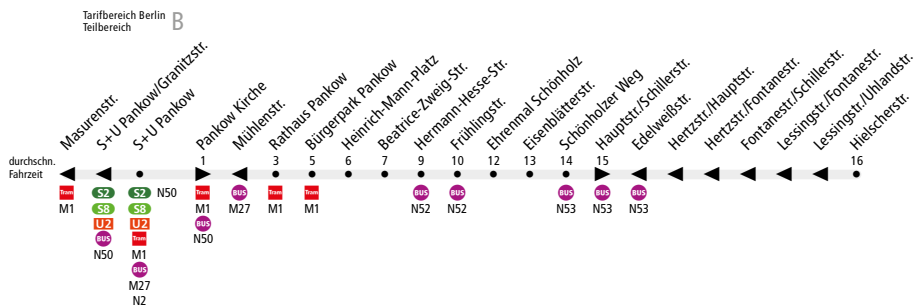 Tarifbereich Berlin
Teilbereich
B
Masurenstr.
S+U Pankow/Granitzstr.
S+U Pankow
Pankow Kirche
Mühlenstr.
Rathaus Pankow
Bürgerpark Pankow
Heinrich-Mann-Platz
Beatrice-Zweig-Str.
Hermann-Hesse-Str.
Frühlingstr.
Ehremmal Schönholz
Eisenblätterstr.
Schönholzer Weg
Hauptstr./Schillerstr.
Edelweißstr.
Hertzstr./Hauptstr.
Hertzstr./Fontanestr.
Fontanestr./Schillerstr.
Lessingstr./Fontanestr.
Lessingstr./Uhlandstr.
Hielscherstr.
durchschn.
Fahrzeit
1 3 5 6 7 9 10 12 13 14 15 16
Tram S2 S2 N50 Tram BUS Tram Tram BUS BUS BUS BUS BUS
M1 S8 S8 M1 M27 M1 M1 N52 N52 N53 N53 N53
U2 U2 BUS
BUS Tram N50
N50 M1
BUS
M27
N2